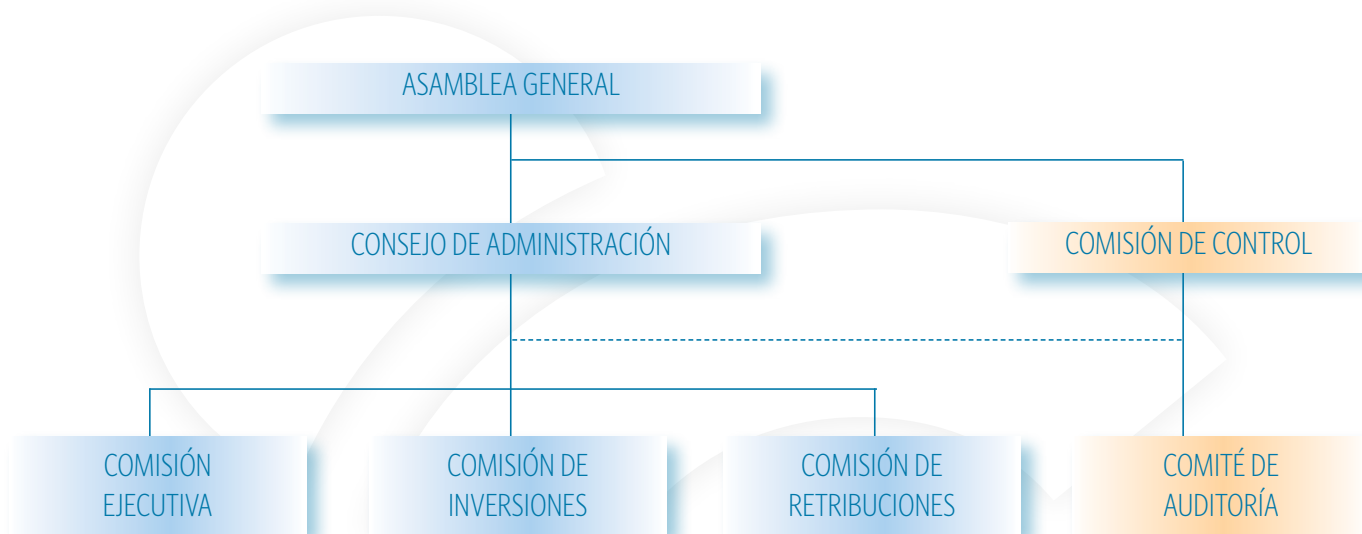 ASAMBLEA GENERAL
CONSEJO DE ADMINISTRACIÓN
COMISIÓN DE CONTROL
COMISIÓN
EJECUTIVA
COMISIÓN DE
INVERSIONES
COMISIÓN DE
RETRIBUCIONES
COMITÉ DE
AUDITORÍA